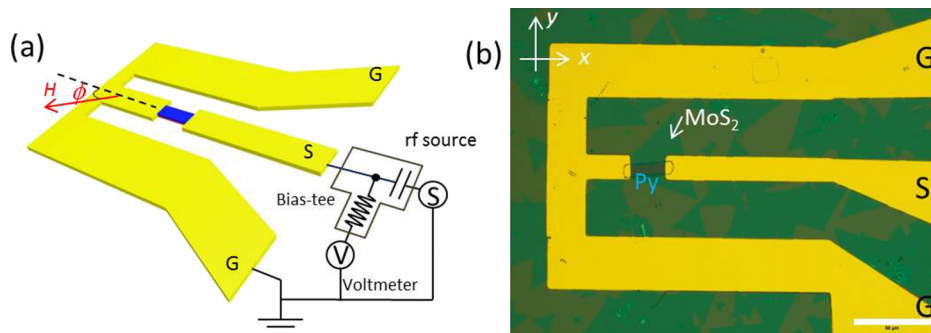 (a)
G
H
ϕ
S
rf source
Bias-tee
S
V
G
Voltmeter
(b)
y
x
G
MoS2
Py
S
G